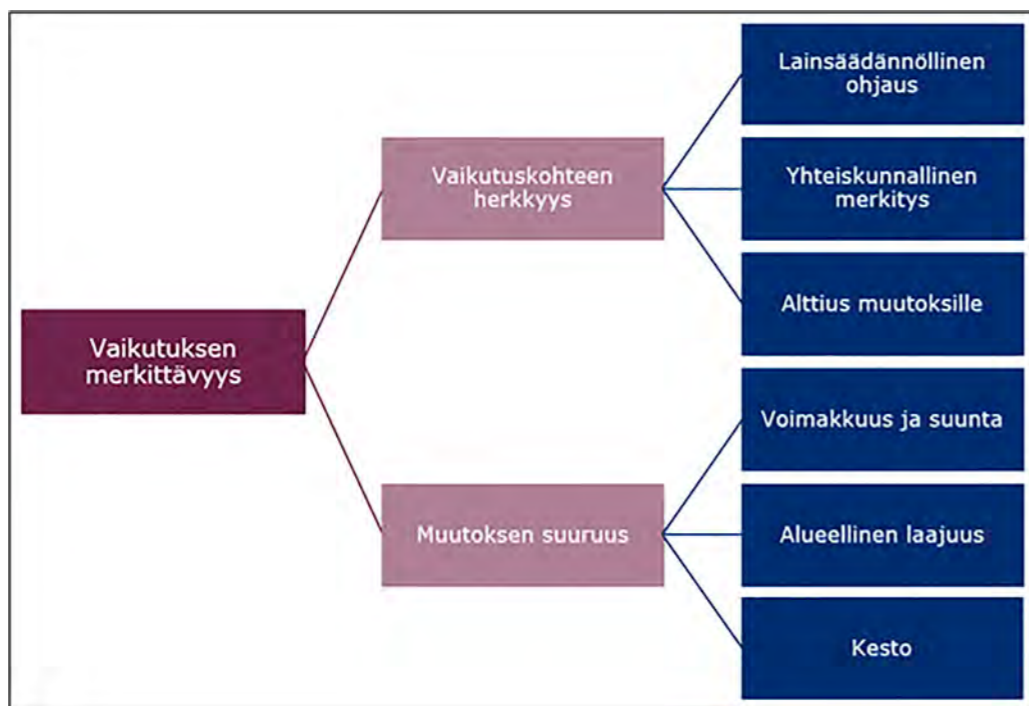 Vaikutuksen
merkittävyys
Vaikutuskohteen
herkkyys
Lainsäädännöllinen
ohjaus
Yhteiskunnallinen
merkitys
Alttius muutoksille
Muutoksen suuruus
Voimakkuus ja suunta
Alueellinen laajuus
Kesto